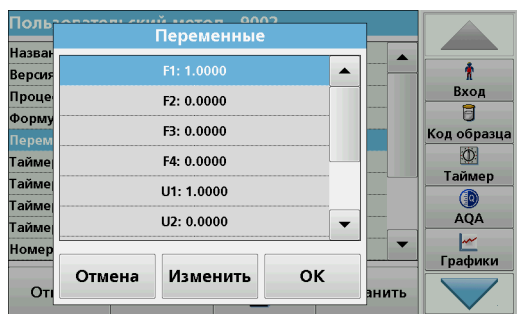 Пользовательский метод 9002
Переменные
Назван
Версия
Проце
Форму
Перем
Тайме
Тайме
Тайме
Тайме
Номер
F1: 1.0000
F2: 0.0000
F3: 0.0000
F4: 0.0000
U1: 1.0000
U2: 0.0000
Отмена
Изменить
ОК
От
анить
Вход
Код образца
Таймер
AQA
Графики